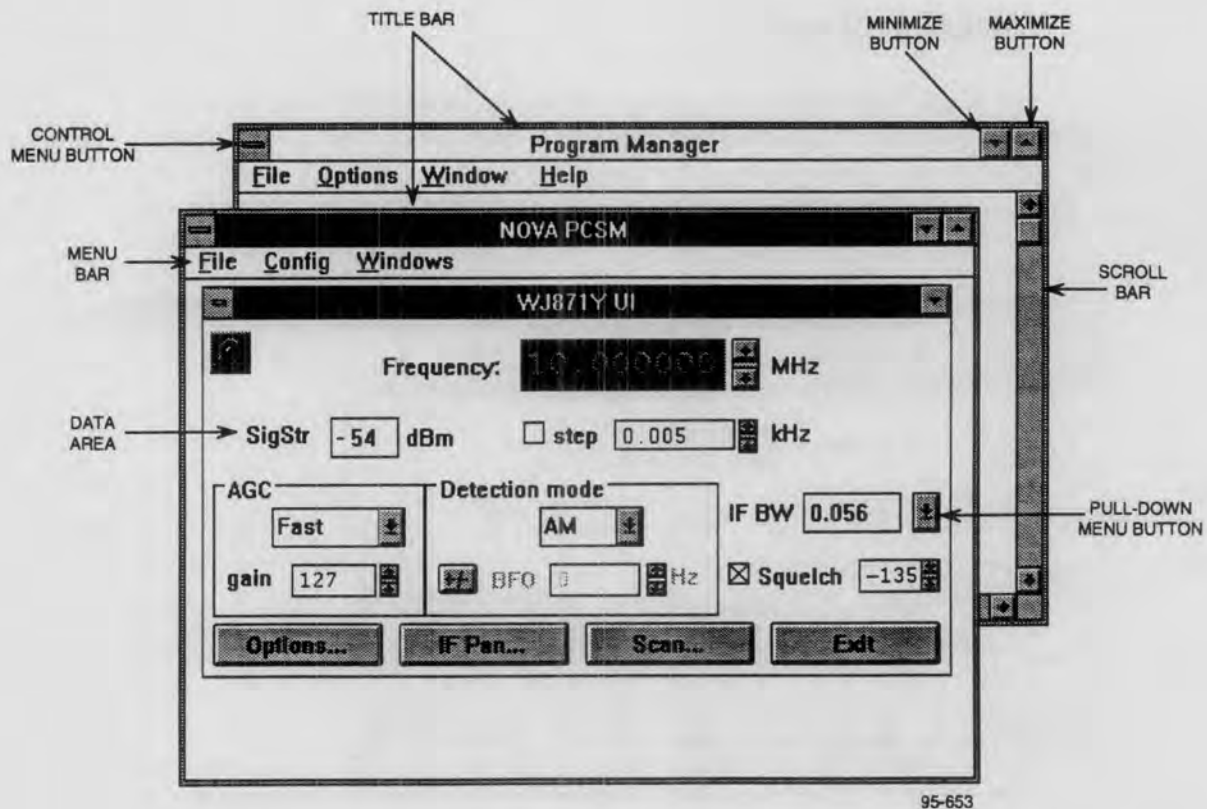 TITLE BAR
MINIMIZE BUTTON
MAXIMIZE BUTTON
CONTROL MENU BUTTON
Program Manager
File Options Window Help
NOVA PCSM
MENU BAR
File Config Windows
SCROLL BAR
WJ871Y UI
Frequency: 10.000000 MHz
DATA AREA
SigStr -54 dBm step 0.005 kHz
AGC Detection mode
Fast AM IF BW 0.056
PULL-DOWN MENU BUTTON
gain 127 +/- BFO 0 Hz Squelch -135
Options... IF Pan... Scan... Exit
95-653